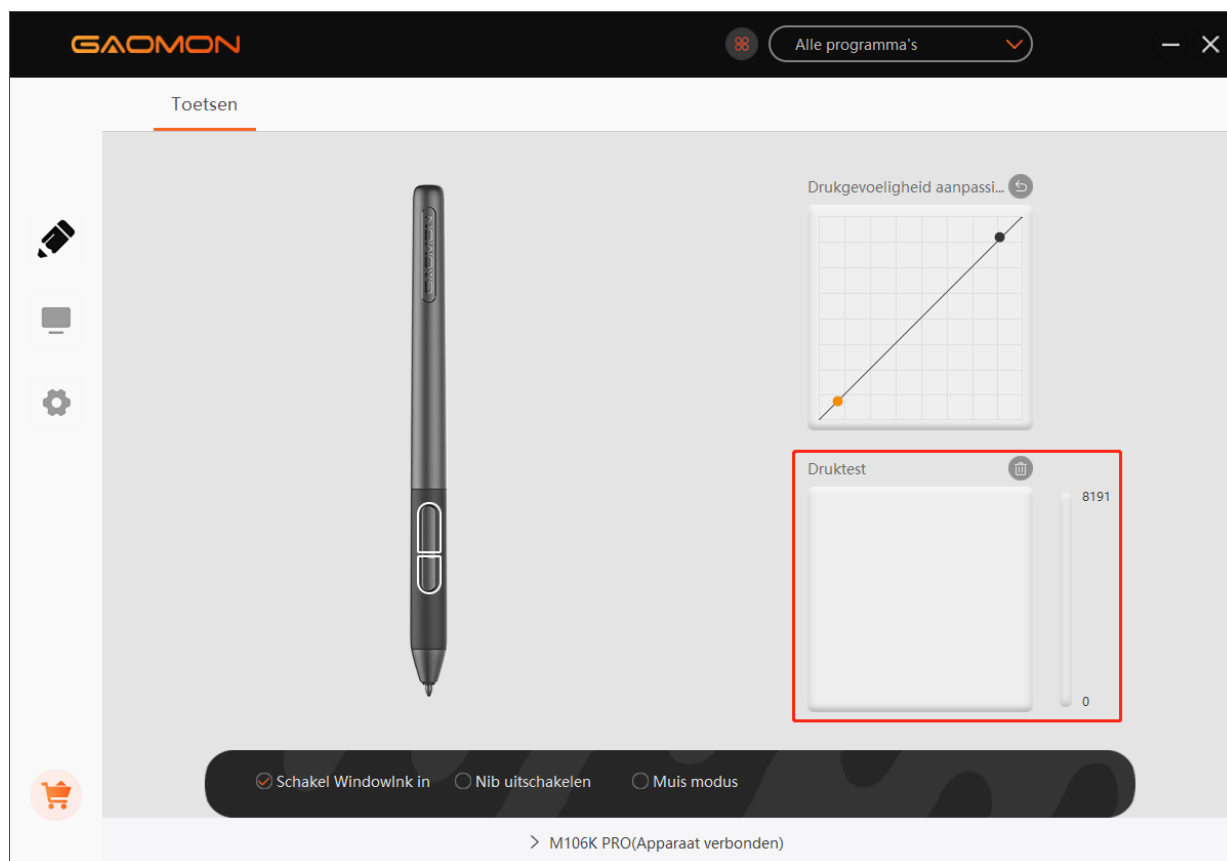 GAOMON
Alle programma's
Toetsen
Drukgevoeligheid aanpassi...
GAOMON
Druktest
8191
0
Schakel WindowInk in
Nib uitschakelen
Muis modus
M106K PRO(Apparaat verbonden)